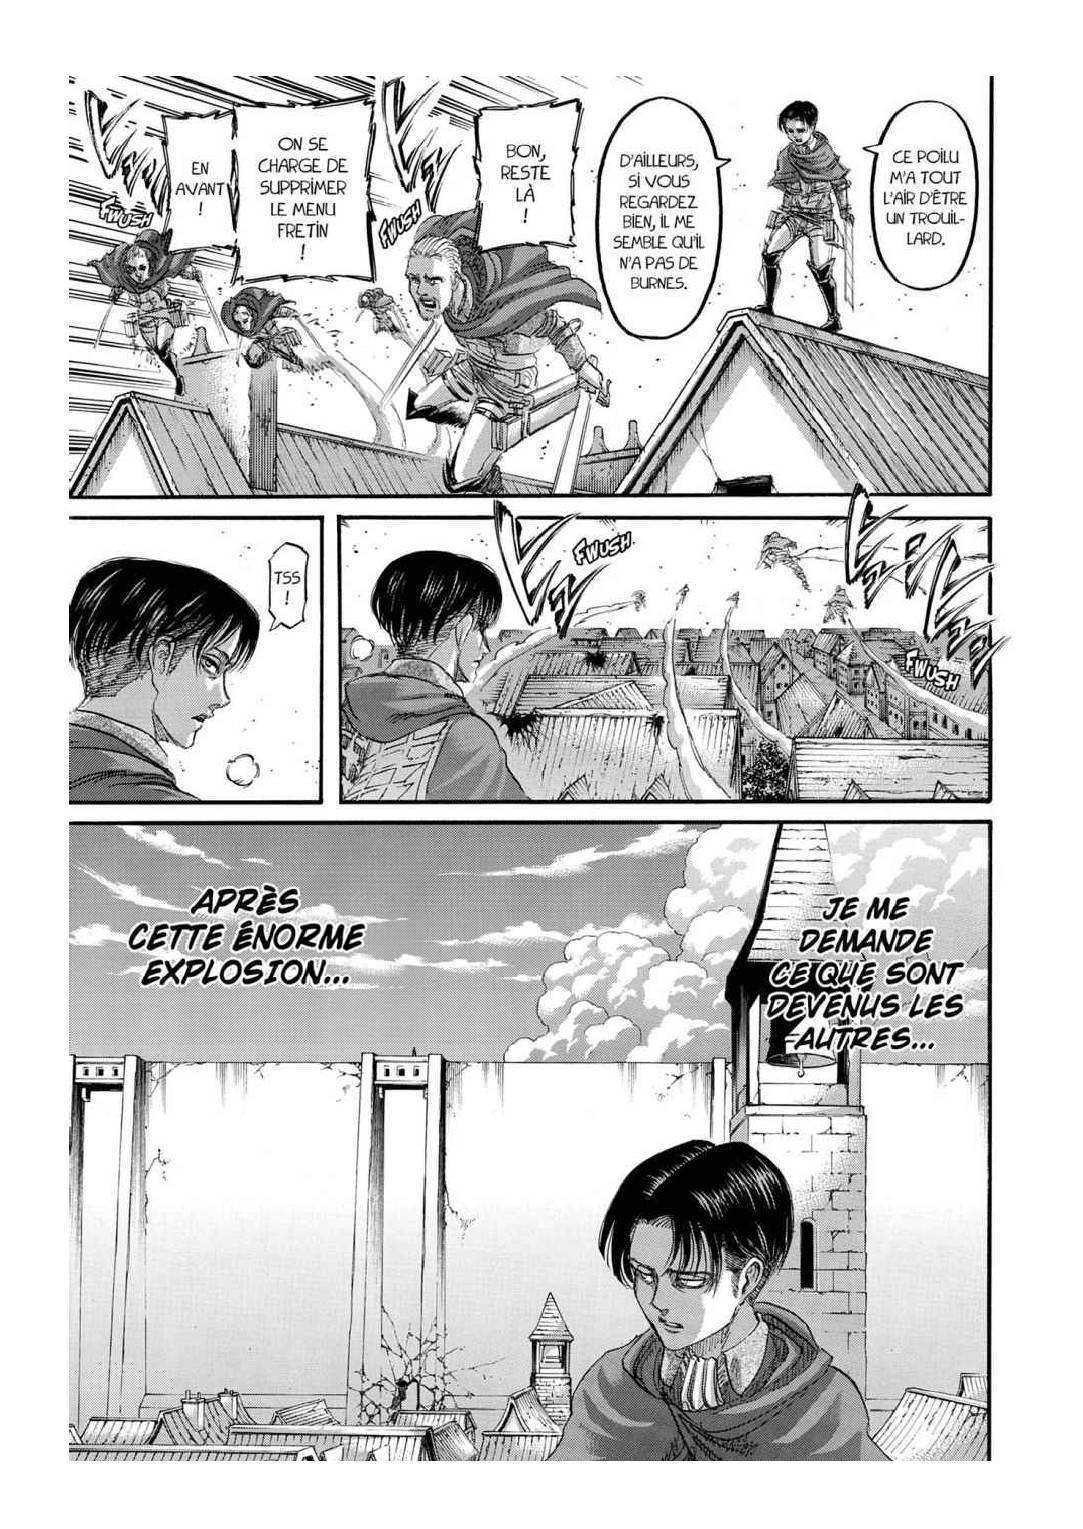 CE POILU
M'A TOUT
L'AIR D'ÊTRE
UN TROUIL-
LARD.
D'AILLEURS,
SI VOUS
REGARDEZ
BIEN, IL ME
SEMBLE QU'IL
N'A PAS DE
BURNES.
BON,
RESTE
LÀ !
FWUSH
ON SE
CHARGE DE
SUPPRIMER
LE MENU
FRETIN
!
EN
AVANT
!
FWUSH
FWUSH
FWUSH
TSS
!
JE ME
DEMANDE
CE QUE SONT
DEVENUS LES
AUTRES...
APRÈS
CETTE ÉNORME
EXPLOSION...